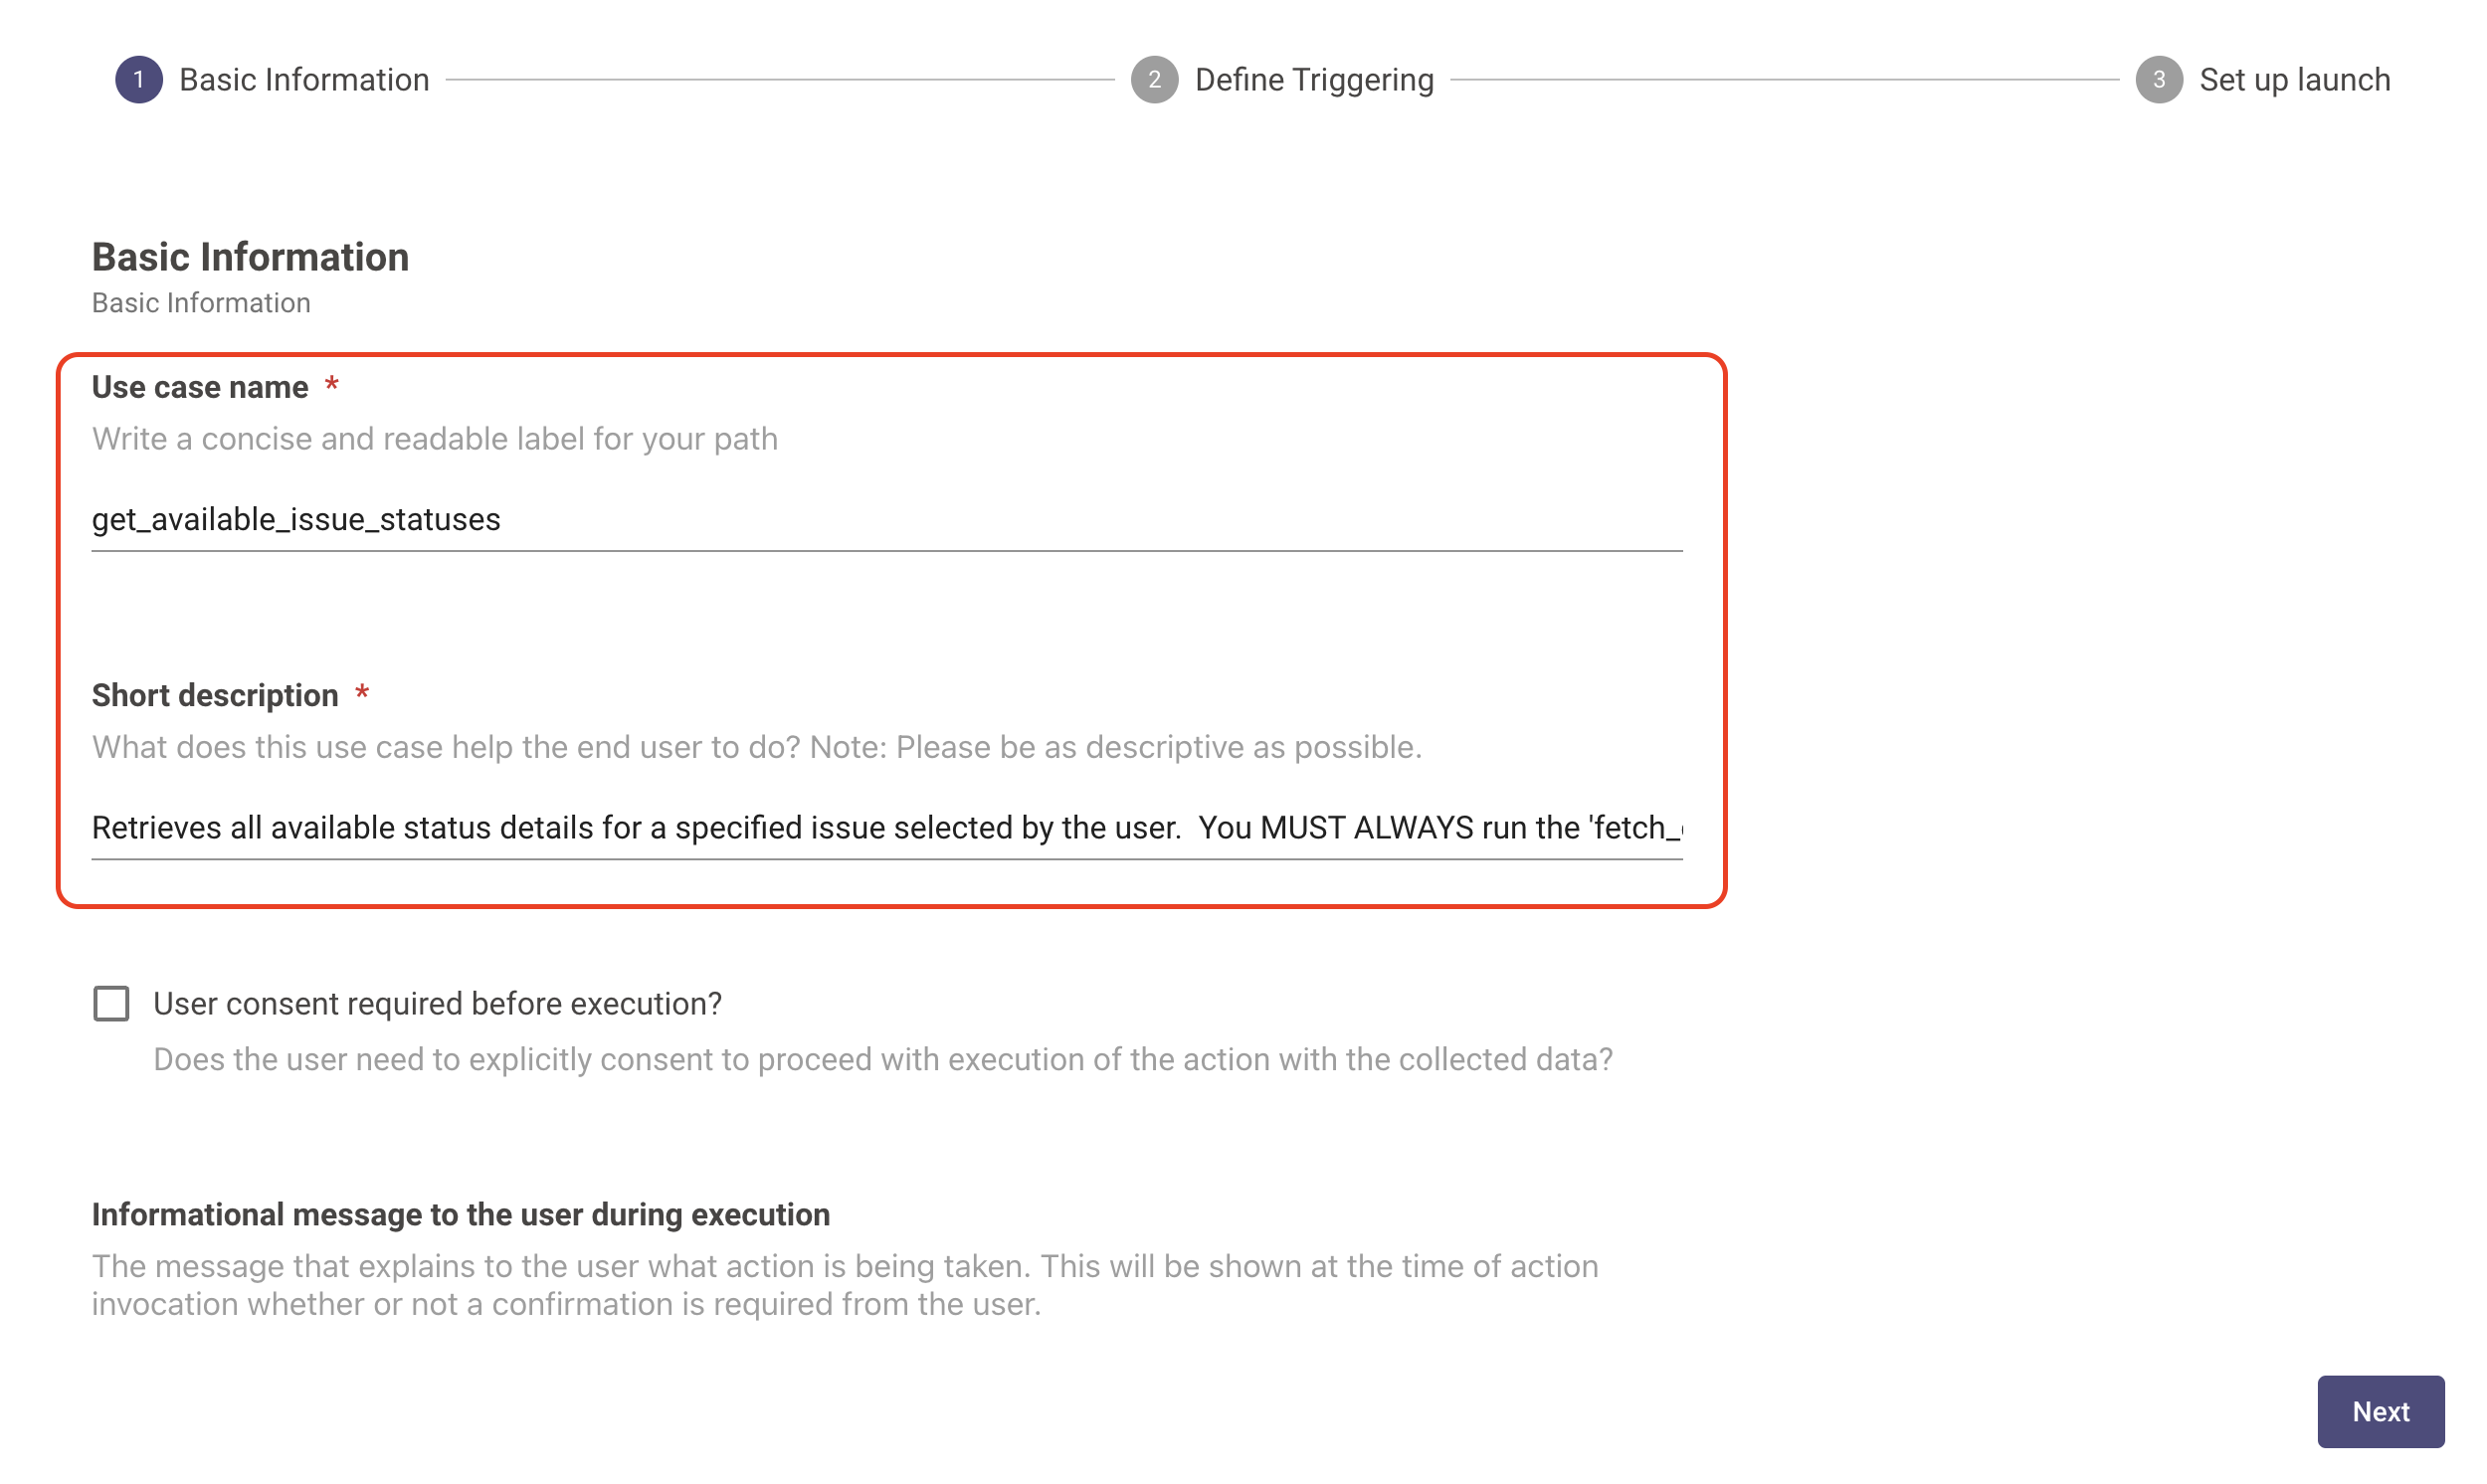 1 Basic Information 2 Define Triggering 3 Set up launch
Basic Information
Basic Information
Use case name *
Write a concise and readable label for your path
get_available_issue_statuses
Short description *
What does this use case help the end user to do? Note: Please be as descriptive as possible.
Retrieves all available status details for a specified issue selected by the user.  You MUST ALWAYS run the 'fetch_
User consent required before execution?
Does the user need to explicitly consent to proceed with execution of the action with the collected data?
Informational message to the user during execution
The message that explains to the user what action is being taken. This will be shown at the time of action
invocation whether or not a confirmation is required from the user.
Next